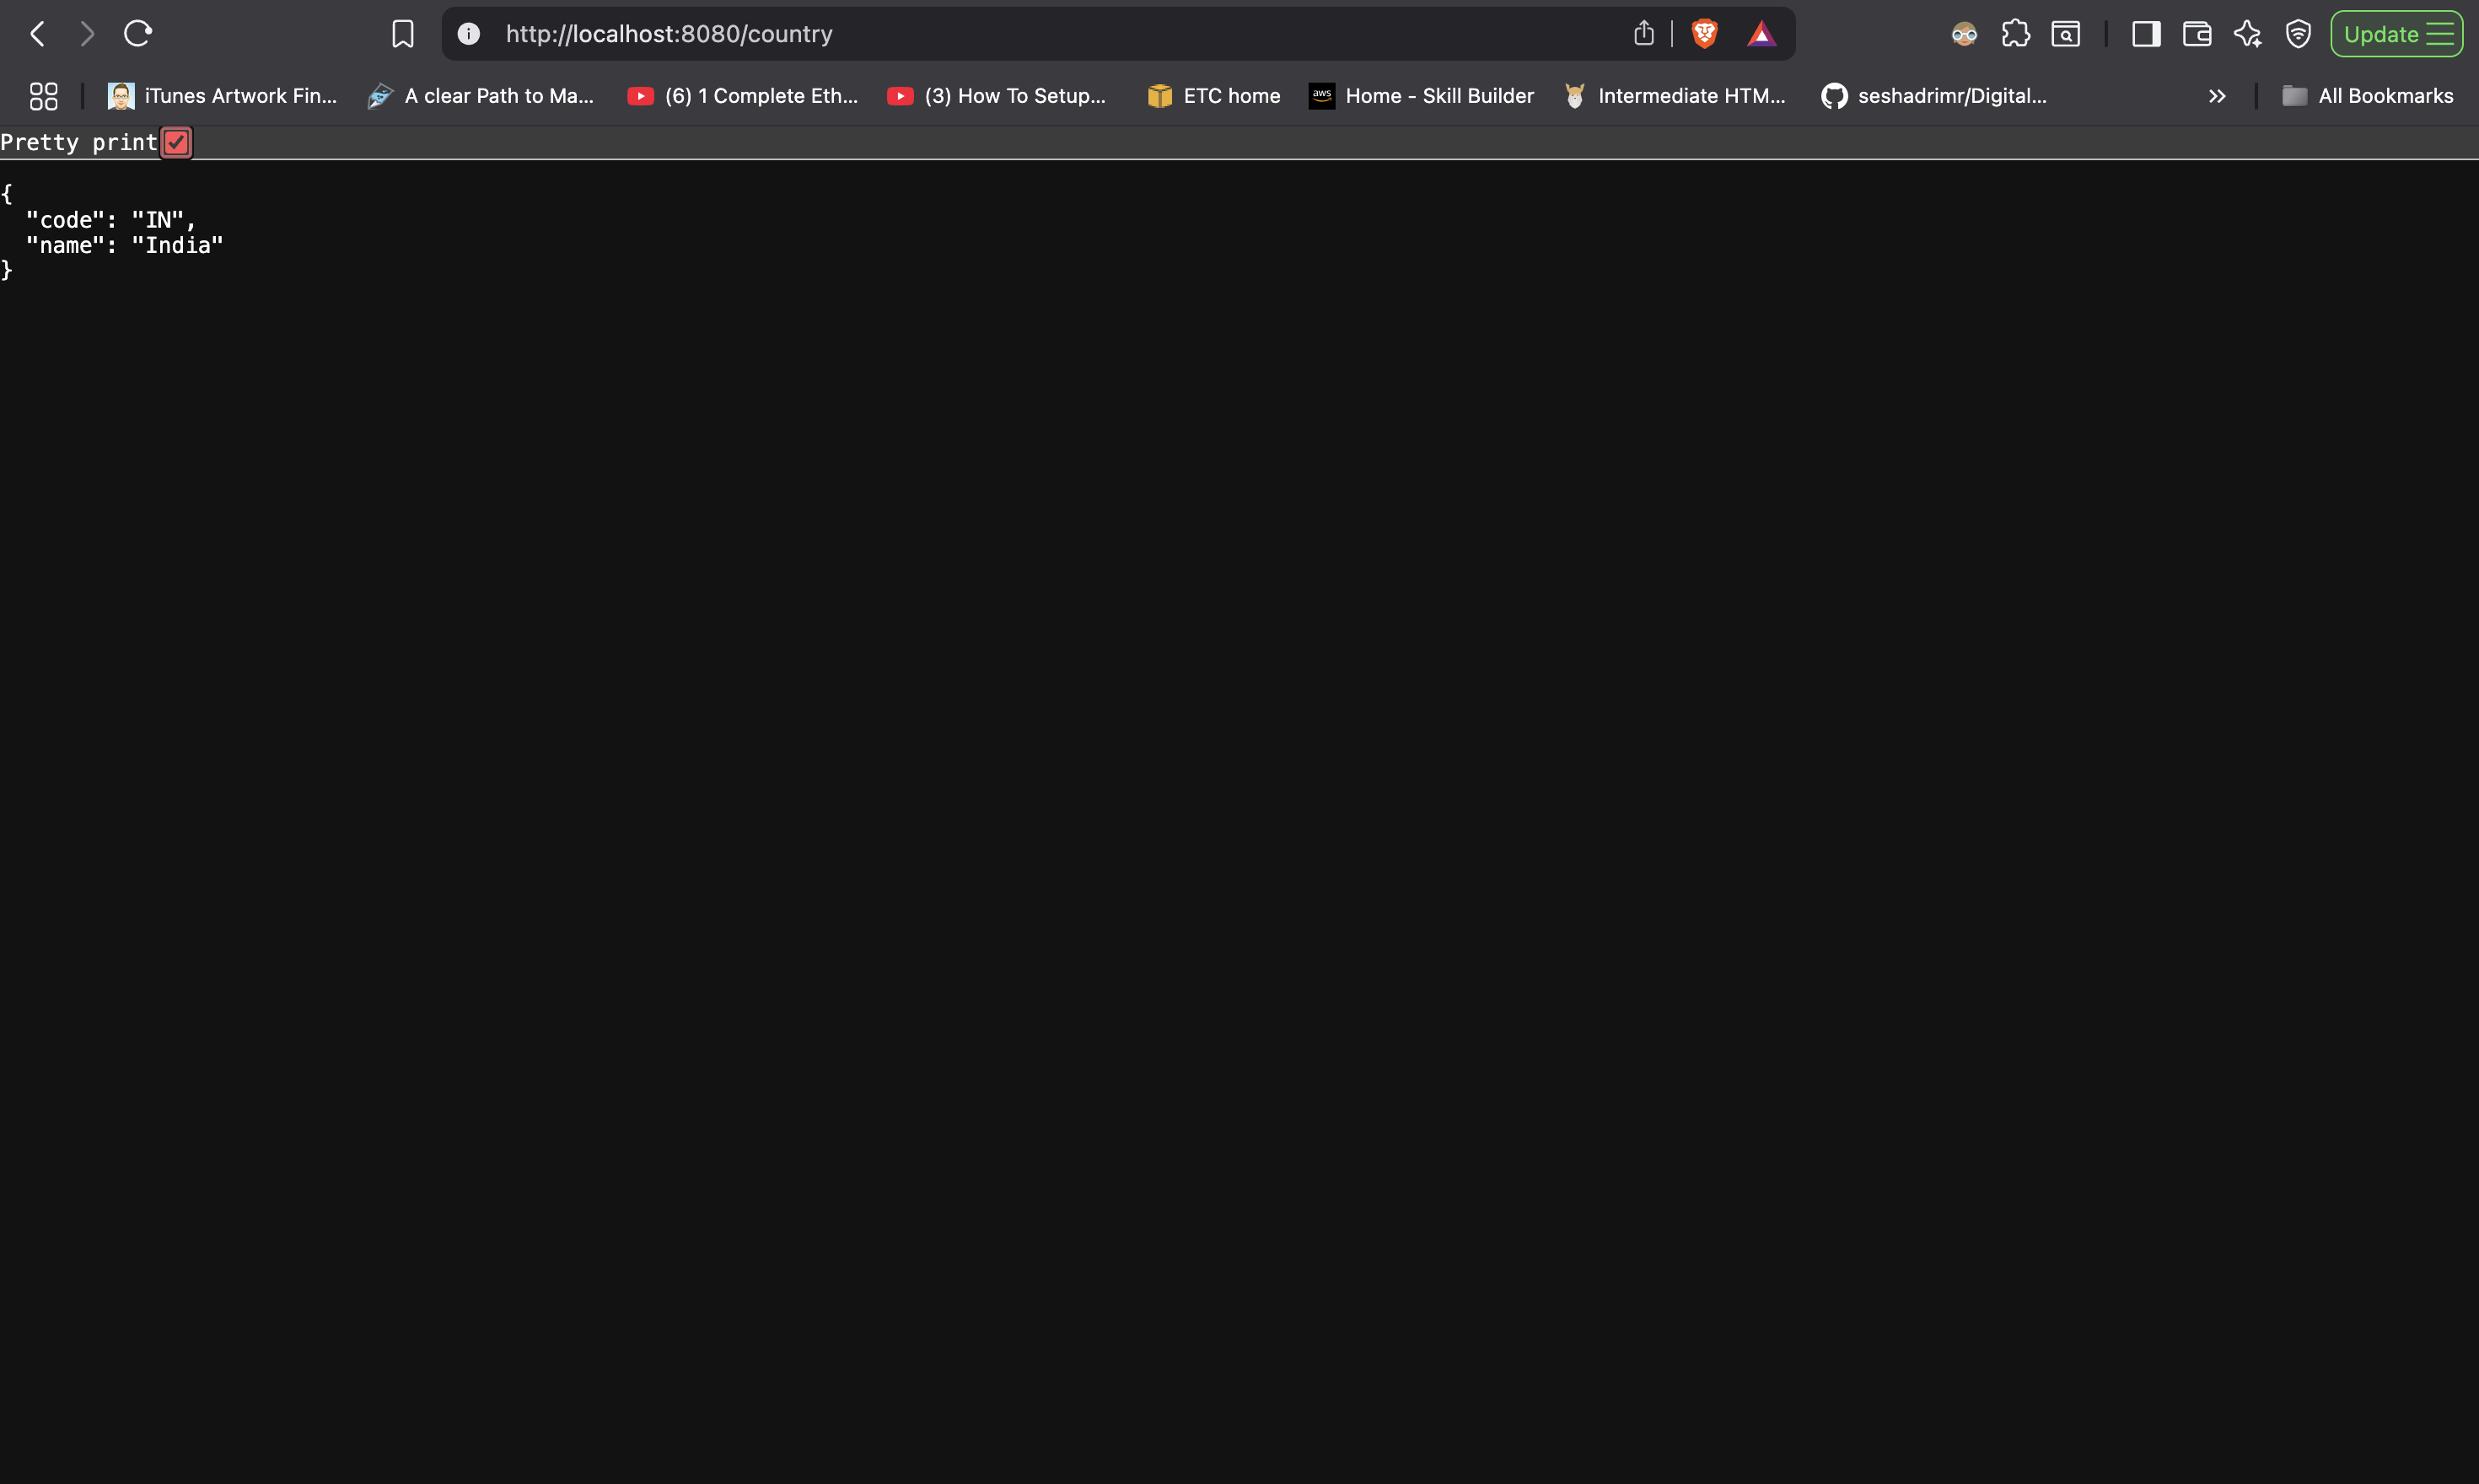 http://localhost:8080/country
Update
iTunes Artwork Fin...
A clear Path to Ma...
(6) 1 Complete Eth...
(3) How To Setup...
ETC home
aws
Home - Skill Builder
Intermediate HTM...
seshadrimr/Digital...
All Bookmarks
Pretty print
{
  "code": "IN",
  "name": "India"
}